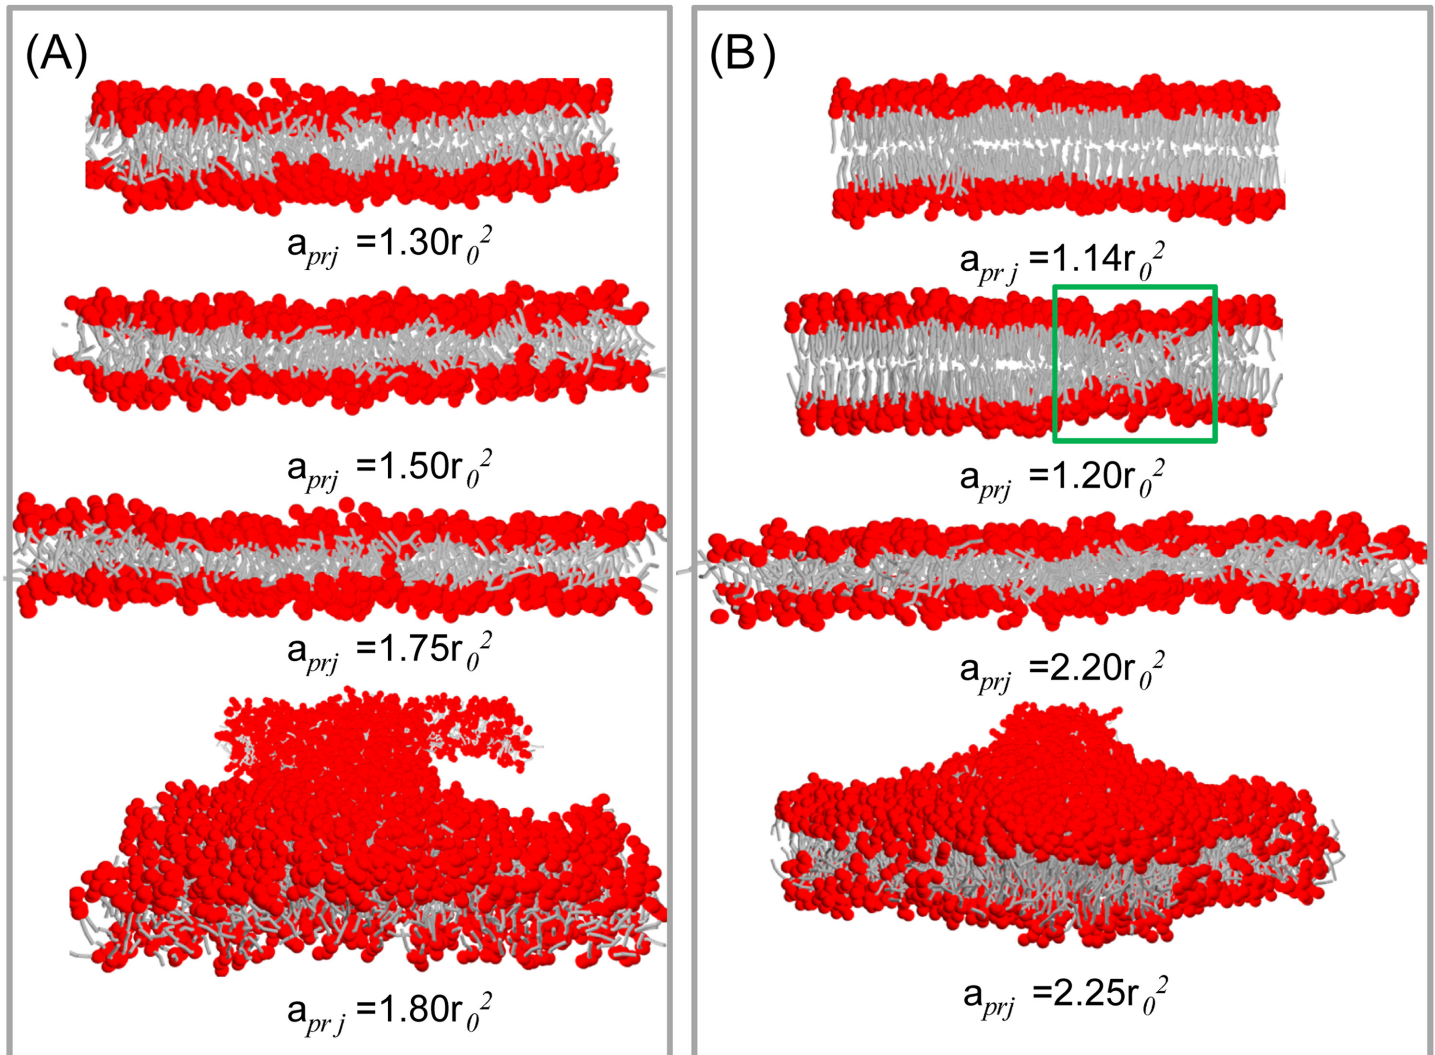 (A)
a_prj =1.30r_0^2
a_prj =1.50r_0^2
a_prj =1.75r_0^2
a_prj =1.80r_0^2
(B)
a_prj =1.14r_0^2
a_prj =1.20r_0^2
a_prj =2.20r_0^2
a_prj =2.25r_0^2